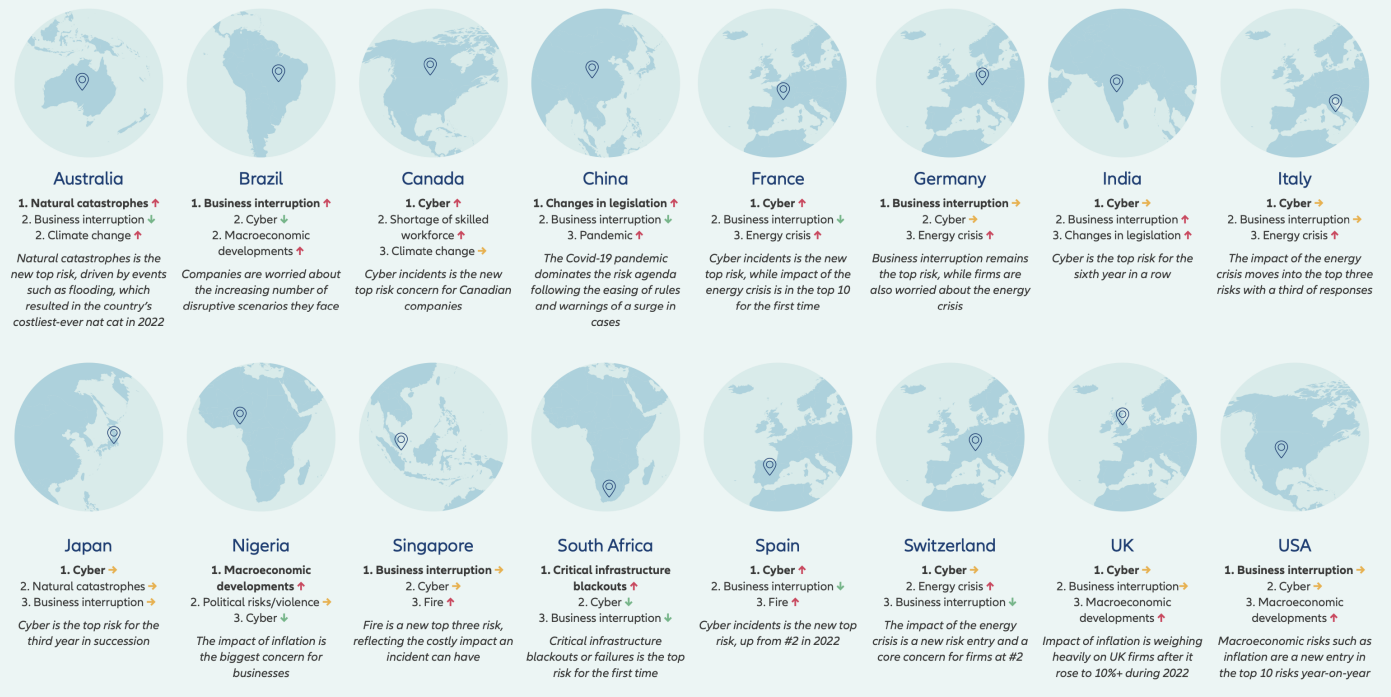 Australia
1. Natural catastrophes ↑
2. Business interruption ↓
2. Climate change ↑
Natural catastrophes is the
new top risk, driven by events
such as flooding, which
resulted in the country's
costliest-ever nat cat in 2022
Brazil
1. Business interruption ↑
2. Cyber ↓
2. Macroeconomic
developments ↑
Companies are worried about
the increasing number of
disruptive scenarios they face
Canada
1. Cyber ↑
2. Shortage of skilled
workforce ↑
3. Climate change →
Cyber incidents is the new
top risk concern for Canadian
companies
China
1. Changes in legislation ↑
2. Business interruption ↓
3. Pandemic ↑
The Covid-19 pandemic
dominates the risk agenda
following the easing of rules
and warnings of a surge in
cases
France
1. Cyber ↑
2. Business interruption ↓
3. Energy crisis ↑
Cyber incidents is the new
top risk, while impact of the
energy crisis is in the top 10
for the first time
Germany
1. Business interruption →
2. Cyber →
3. Energy crisis ↑
Business interruption remains
the top risk, while firms are
also worried about the energy
crisis
India
1. Cyber →
2. Business interruption ↑
3. Changes in legislation ↑
Cyber is the top risk for the
sixth year in a row
Italy
1. Cyber →
2. Business interruption →
3. Energy crisis ↑
The impact of the energy
crisis moves into the top three
risks with a third of responses
Japan
1. Cyber →
2. Natural catastrophes →
3. Business interruption →
Cyber is the top risk for the
third year in succession
Nigeria
1. Macroeconomic
developments ↑
2. Political risks/violence →
3. Cyber ↓
The impact of inflation is
the biggest concern for
businesses
Singapore
1. Business interruption →
2. Cyber →
3. Fire ↑
Fire is a new top three risk,
reflecting the costly impact an
incident can have
South Africa
1. Critical infrastructure
blackouts ↑
2. Cyber ↓
3. Business interruption ↓
Critical infrastructure
blackouts or failures is the top
risk for the first time
Spain
1. Cyber ↑
2. Business interruption ↓
3. Fire ↑
Cyber incidents is the new top
risk, up from #2 in 2022
Switzerland
1. Cyber →
2. Energy crisis ↑
3. Business interruption ↓
The impact of the energy
crisis is a new risk entry and a
core concern for firms at #2
UK
1. Cyber →
2. Business interruption→
3. Macroeconomic
developments ↑
Impact of inflation is weighing
heavily on UK firms after it
rose to 10%+ during 2022
USA
1. Business interruption →
2. Cyber →
3. Macroeconomic
developments ↑
Macroeconomic risks such as
inflation are a new entry in
the top 10 risks year-on-year